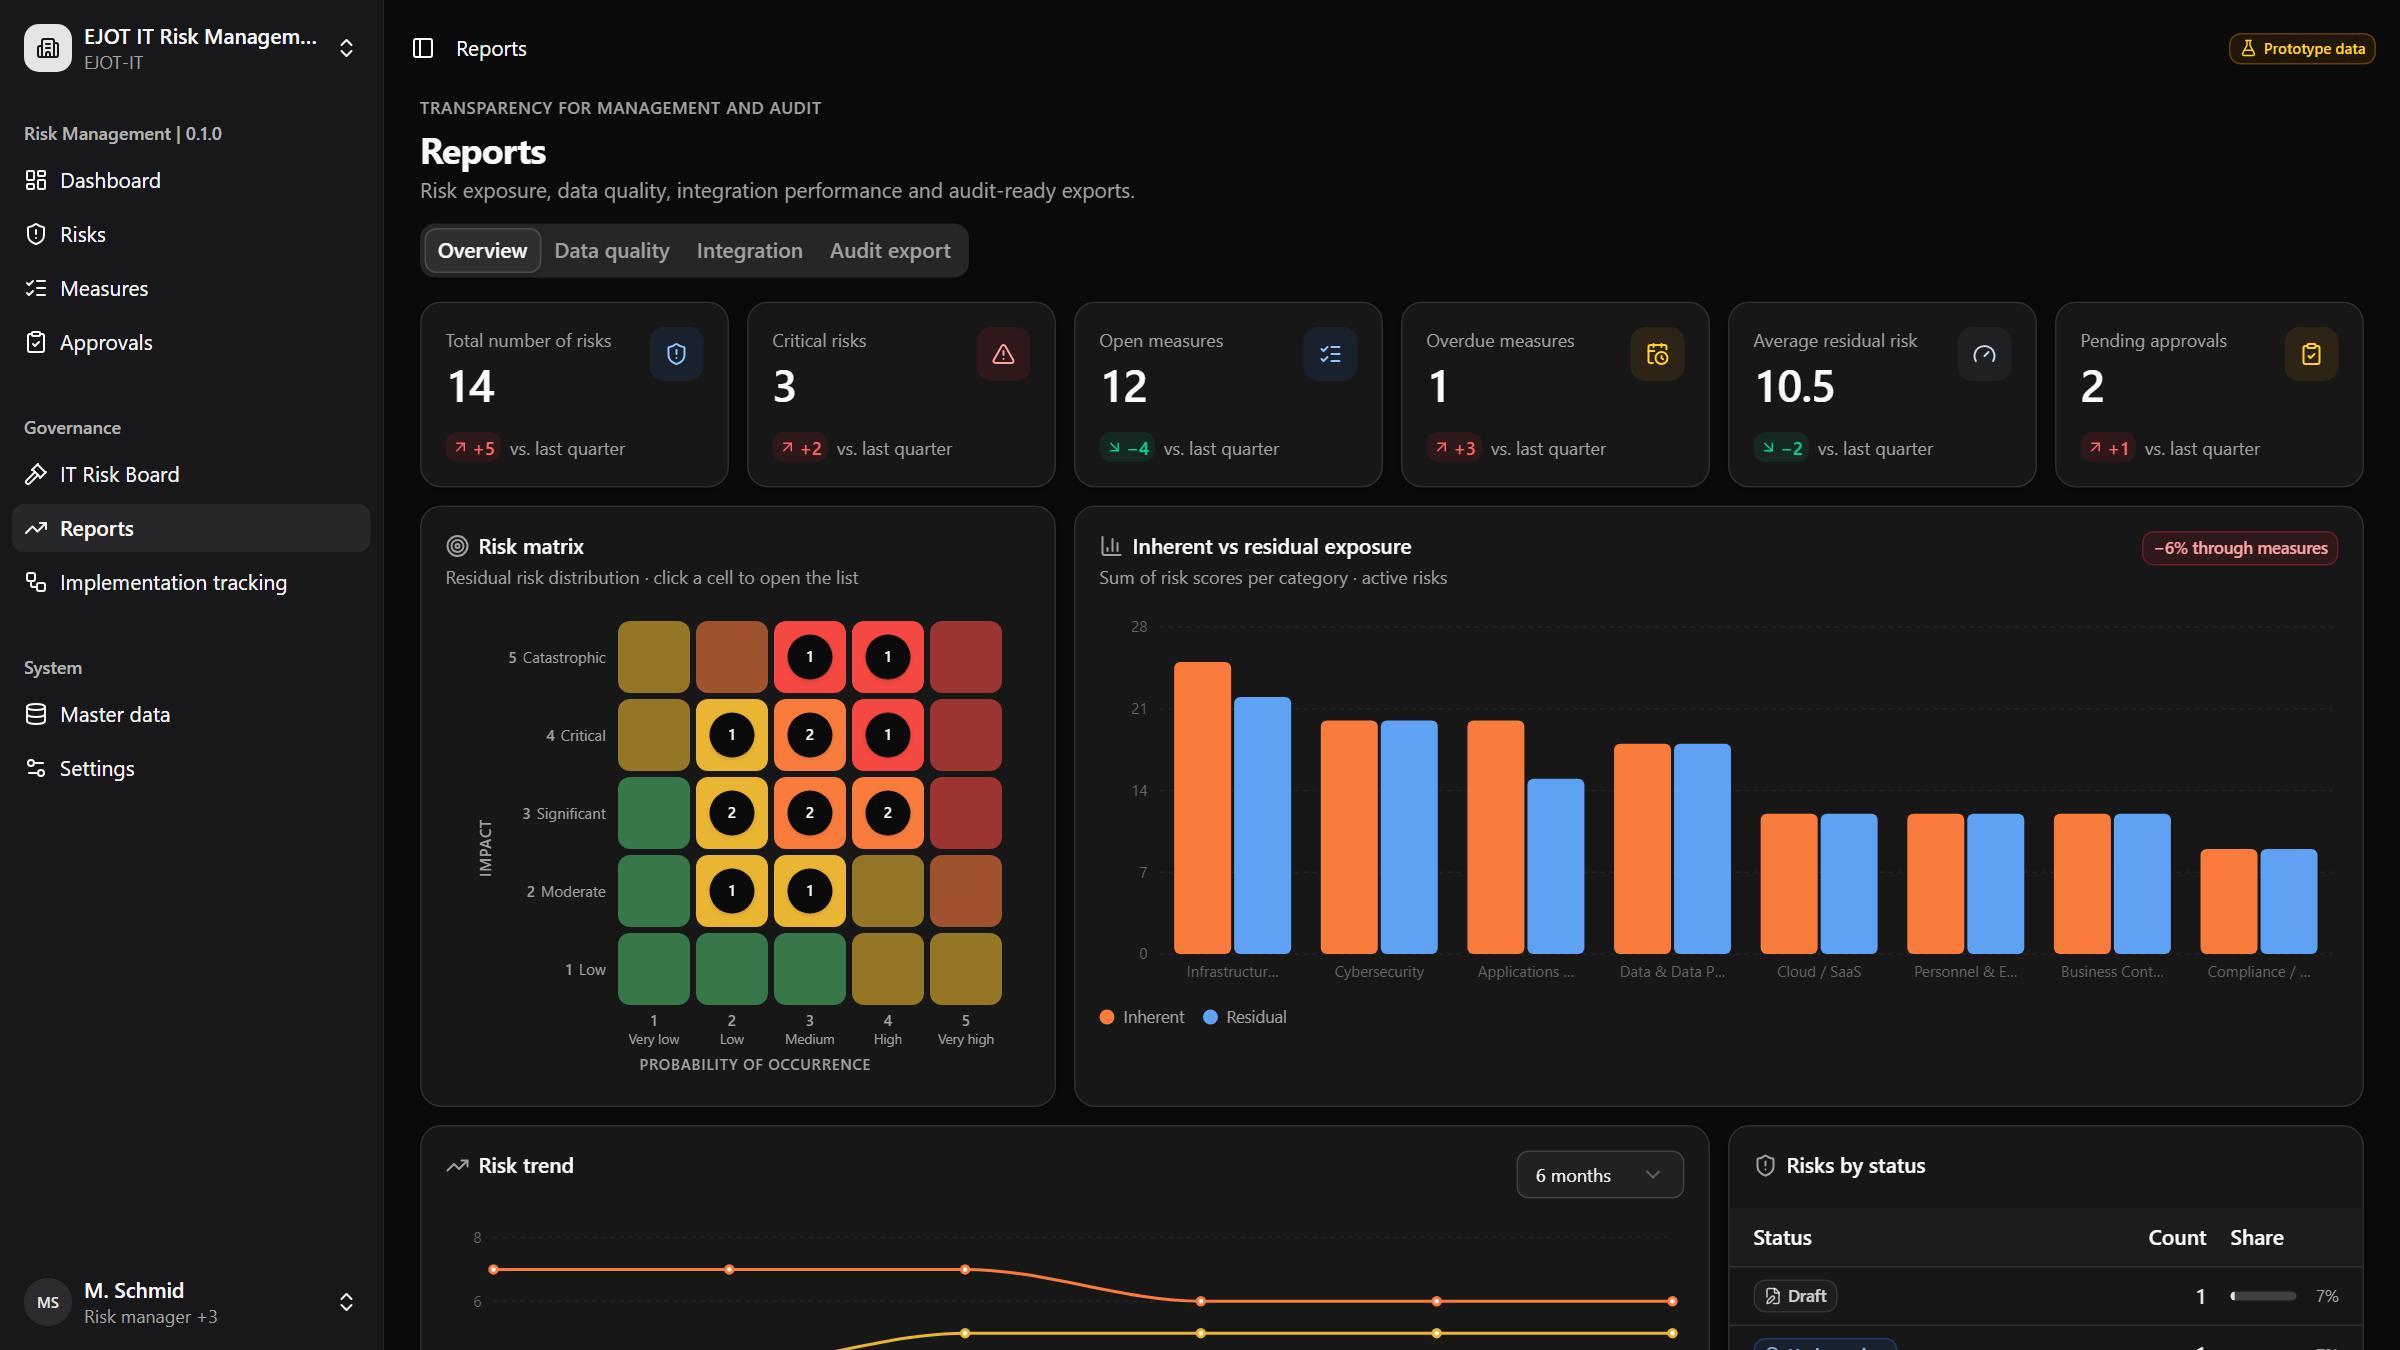 EJOT IT Risk Managem...
EJOT-IT
Risk Management | 0.1.0
Dashboard
Risks
Measures
Approvals
Governance
IT Risk Board
Reports
Implementation tracking
System
Master data
Settings
MS
M. Schmid
Risk manager +3
Reports
Prototype data
TRANSPARENCY FOR MANAGEMENT AND AUDIT
Reports
Risk exposure, data quality, integration performance and audit-ready exports.
Overview Data quality Integration Audit export
Total number of risks
14
+5 vs. last quarter
Critical risks
3
+2 vs. last quarter
Open measures
12
−4 vs. last quarter
Overdue measures
1
+3 vs. last quarter
Average residual risk
10.5
−2 vs. last quarter
Pending approvals
2
+1 vs. last quarter
Risk matrix
Residual risk distribution · click a cell to open the list
IMPACT
5 Catastrophic 1 1
4 Critical 1 2 1
3 Significant 2 2 2
2 Moderate 1 1
1 Low
1 2 3 4 5
Very low Low Medium High Very high
PROBABILITY OF OCCURRENCE
Inherent vs residual exposure
−6% through measures
Sum of risk scores per category · active risks
28
21
14
7
0
Infrastructur... Cybersecurity Applications ... Data & Data P... Cloud / SaaS Personnel & E... Business Cont... Compliance / ...
Inherent Residual
Risk trend
6 months
8
6
Risks by status
Status Count Share
Draft 1 7%